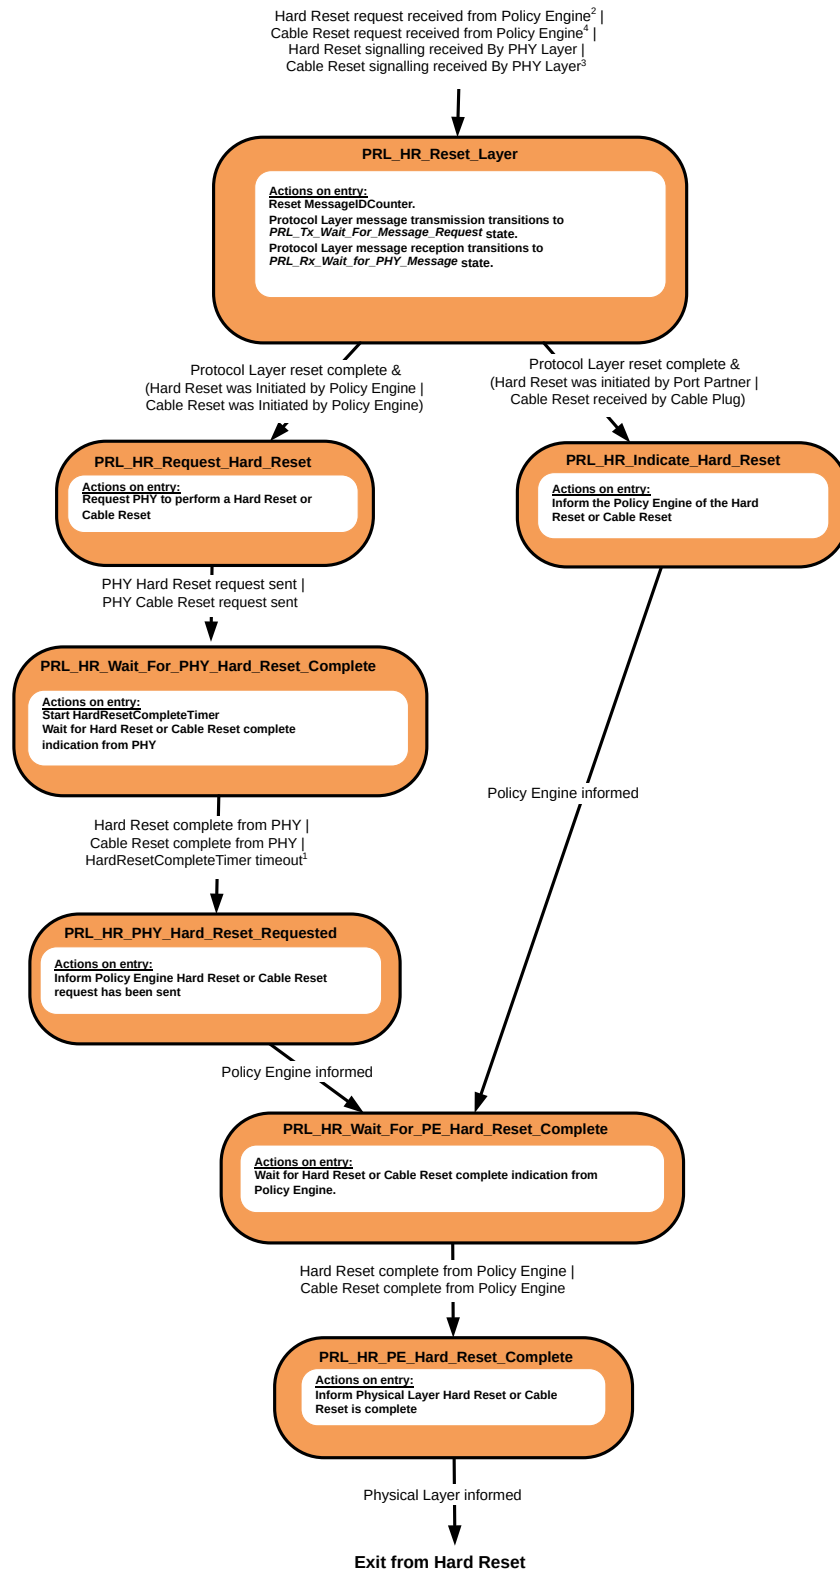 Hard Reset request received from Policy Engine² |
Cable Reset request received from Policy Engine⁴ |
Hard Reset signalling received By PHY Layer |
Cable Reset signalling received By PHY Layer³
PRL_HR_Reset_Layer
Actions on entry:
Reset MessageIDCounter.
Protocol Layer message transmission transitions to
PRL_Tx_Wait_For_Message_Request state.
Protocol Layer message reception transitions to
PRL_Rx_Wait_for_PHY_Message state.
Protocol Layer reset complete &
(Hard Reset was Initiated by Policy Engine |
Cable Reset was Initiated by Policy Engine)
Protocol Layer reset complete &
(Hard Reset was initiated by Port Partner |
Cable Reset received by Cable Plug)
PRL_HR_Request_Hard_Reset
Actions on entry:
Request PHY to perform a Hard Reset or
Cable Reset
PRL_HR_Indicate_Hard_Reset
Actions on entry:
Inform the Policy Engine of the Hard
Reset or Cable Reset
PHY Hard Reset request sent |
PHY Cable Reset request sent
PRL_HR_Wait_For_PHY_Hard_Reset_Complete
Actions on entry:
Start HardResetCompleteTimer
Wait for Hard Reset or Cable Reset complete
indication from PHY
Policy Engine informed
Hard Reset complete from PHY |
Cable Reset complete from PHY |
HardResetCompleteTimer timeout¹
PRL_HR_PHY_Hard_Reset_Requested
Actions on entry:
Inform Policy Engine Hard Reset or Cable Reset
request has been sent
Policy Engine informed
PRL_HR_Wait_For_PE_Hard_Reset_Complete
Actions on entry:
Wait for Hard Reset or Cable Reset complete indication from
Policy Engine.
Hard Reset complete from Policy Engine |
Cable Reset complete from Policy Engine
PRL_HR_PE_Hard_Reset_Complete
Actions on entry:
Inform Physical Layer Hard Reset or Cable
Reset is complete
Physical Layer informed
Exit from Hard Reset